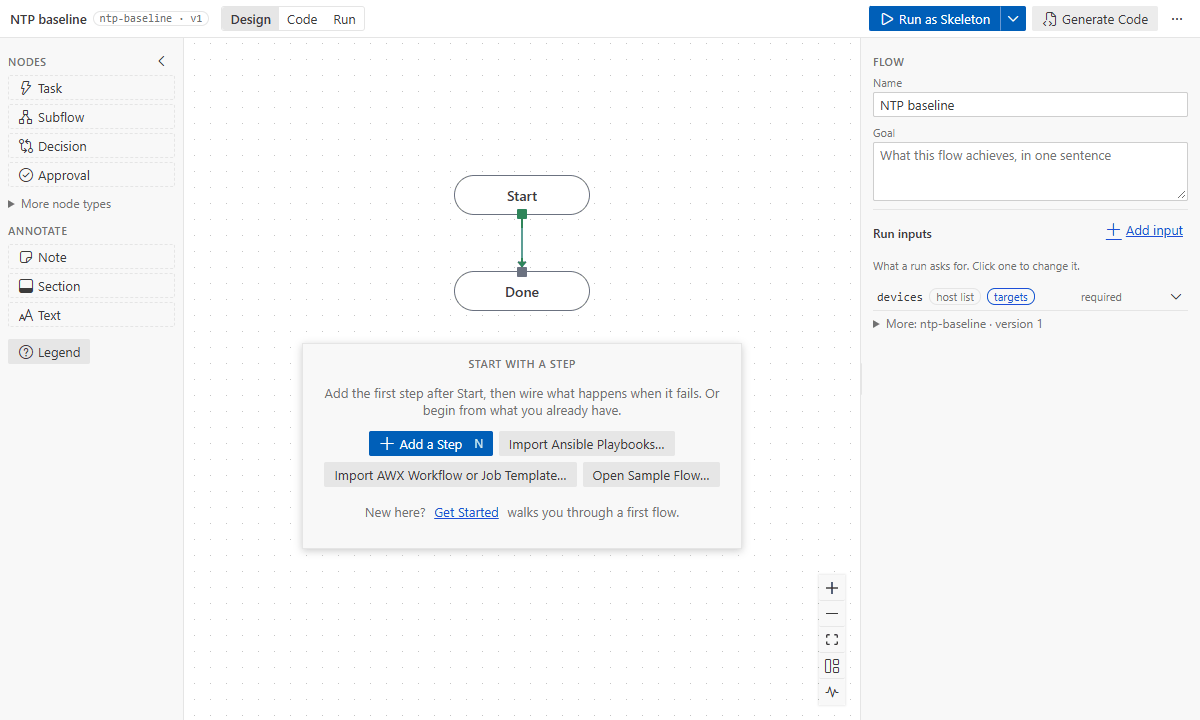 NTP baseline
ntp-baseline · v1
Design
Code
Run
Run as Skeleton
Generate Code
NODES
Task
Subflow
Decision
Approval
More node types
ANNOTATE
Note
Section
Text
Legend
Start
Done
START WITH A STEP
Add the first step after Start, then wire what happens when it fails. Or
begin from what you already have.
Add a Step N
Import Ansible Playbooks...
Import AWX Workflow or Job Template...
Open Sample Flow...
New here? Get Started walks you through a first flow.
FLOW
Name
NTP baseline
Goal
What this flow achieves, in one sentence
Run inputs
Add input
What a run asks for. Click one to change it.
devices host list targets required
More: ntp-baseline · version 1